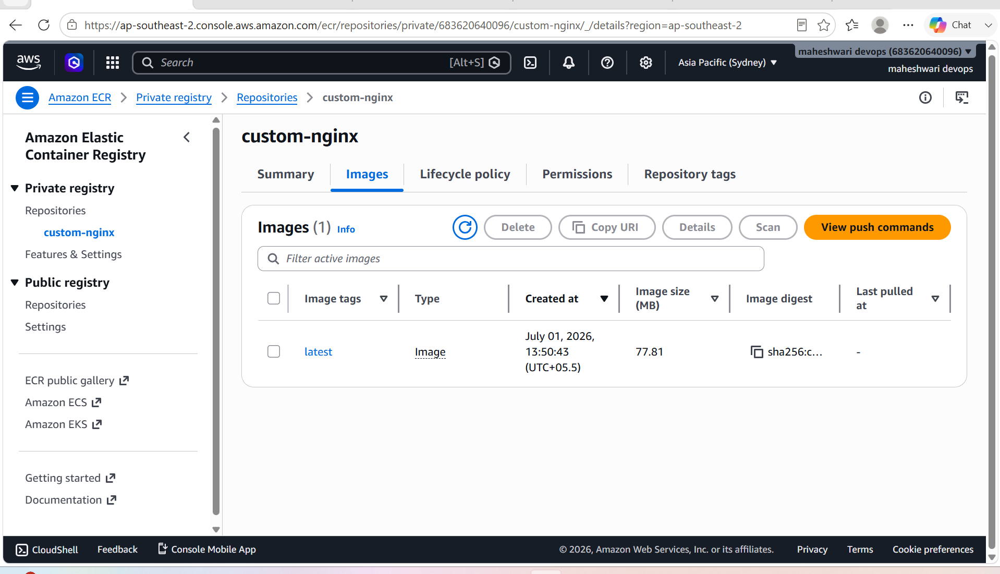 https://ap-southeast-2.console.aws.amazon.com/ecr/repositories/private/683620640096/custom-nginx/_/details?region=ap-southeast-2
Chat
aws
Search
[Alt+S]
Asia Pacific (Sydney)
maheshwari devops (683620640096)
maheshwari devops
Amazon ECR
Private registry
Repositories
custom-nginx
Amazon Elastic
Container Registry
Private registry
Repositories
custom-nginx
Features & Settings
Public registry
Repositories
Settings
ECR public gallery
Amazon ECS
Amazon EKS
Getting started
Documentation
custom-nginx
Summary
Images
Lifecycle policy
Permissions
Repository tags
Images (1) Info
Delete
Copy URI
Details
Scan
View push commands
Filter active images
Image tags
Type
Created at
Image size
(MB)
Image digest
Last pulled
at
latest
Image
July 01, 2026,
13:50:43
(UTC+05.5)
77.81
sha256:c...
-
CloudShell
Feedback
Console Mobile App
© 2026, Amazon Web Services, Inc. or its affiliates.
Privacy
Terms
Cookie preferences